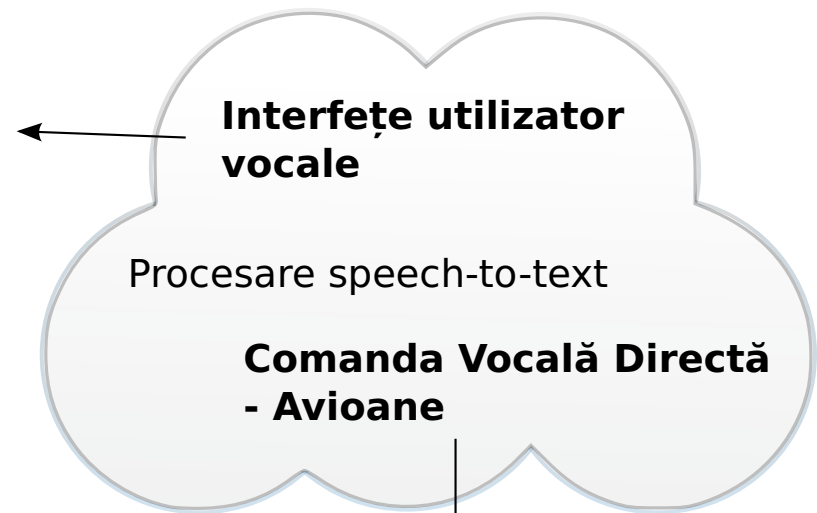 Interfețe utilizator
vocale
Procesare speech-to-text
Comanda Vocală Directă
- Avioane